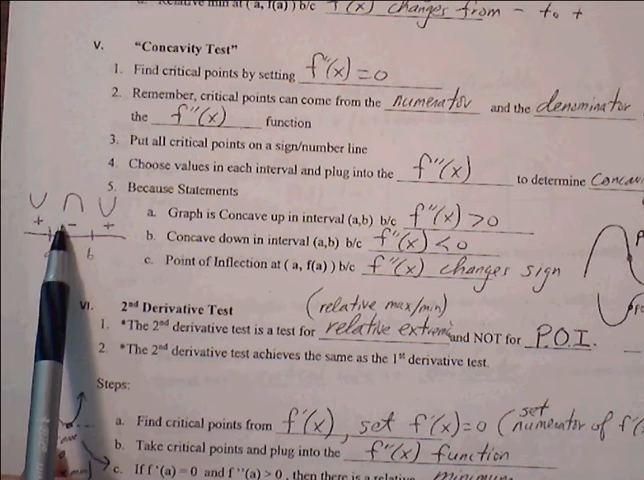 a. Relative min at ( a, f(a) ) b/c f'(x) changes from - to +
V. "Concavity Test"
1. Find critical points by setting f''(x) = 0
2. Remember, critical points can come from the numerator and the denominator
the f''(x) function
3. Put all critical points on a sign/number line
4. Choose values in each interval and plug into the f''(x) to determine
5. Because Statements
a. Graph is Concave up in interval (a,b) b/c f''(x) > 0
+ - +
b. Concave down in interval (a,b) b/c f''(x) < 0
b
c. Point of Inflection at ( a, f(a) ) b/c f''(x) changes sign
VI. 2nd Derivative Test (relative max/min)
1. *The 2nd derivative test is a test for relative extrema and NOT for P.O.I.
2. *The 2nd derivative test achieves the same as the 1st derivative test.
Steps:
a. Find critical points from f'(x), set f'(x) = 0 (set numerator of f'(
b. Take critical points and plug into the f''(x) function
c. If f'(a) = 0 and f''(a) > 0, then there is a relative minimum